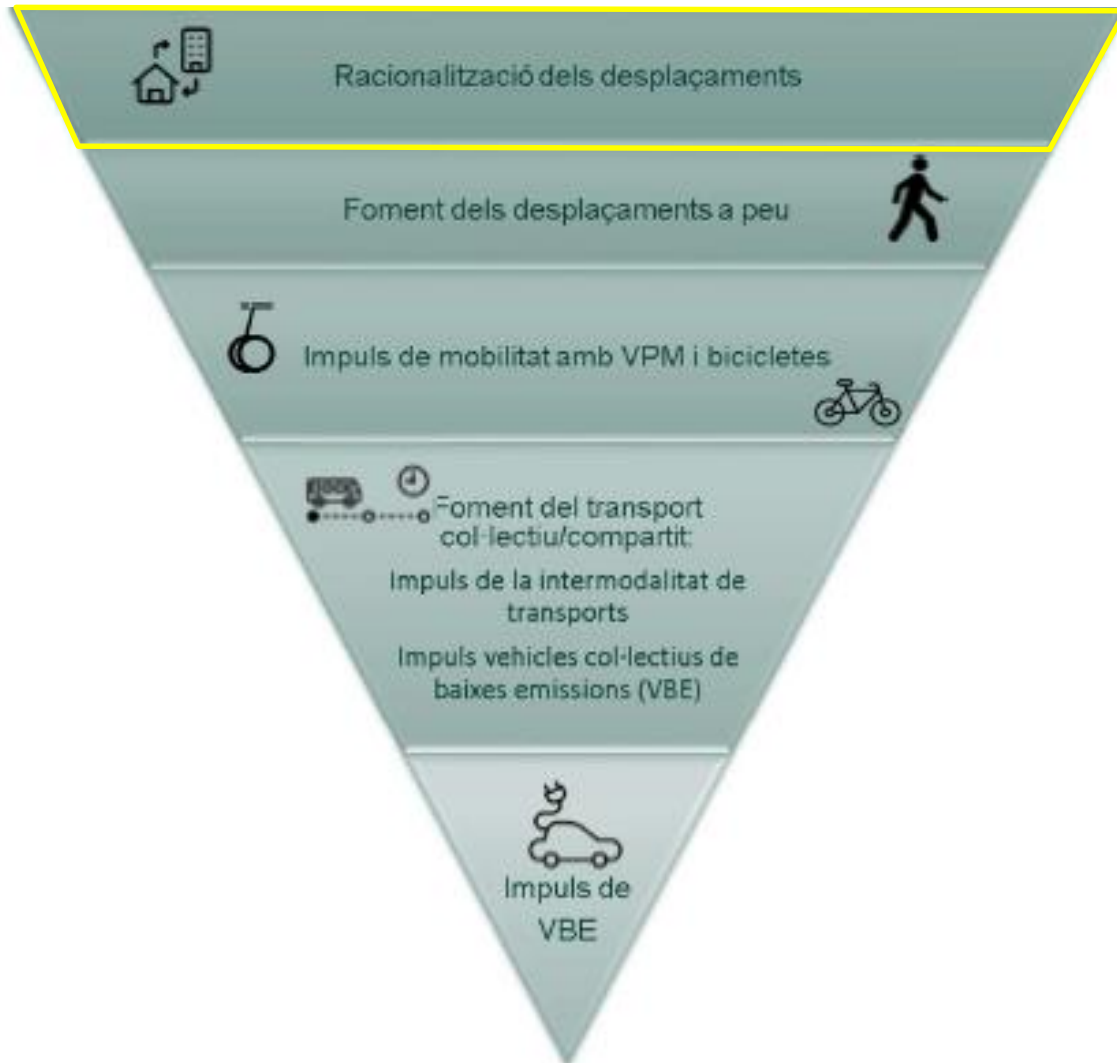 Racionalització dels desplaçaments
Foment dels desplaçaments a peu
Impuls de mobilitat amb VPM i bicicletes
Foment del transport
col·lectiu/compartit:
Impuls de la intermodalitat de
transports
Impuls vehicles col·lectius de
baixes emissions (VBE)
Impuls de
VBE